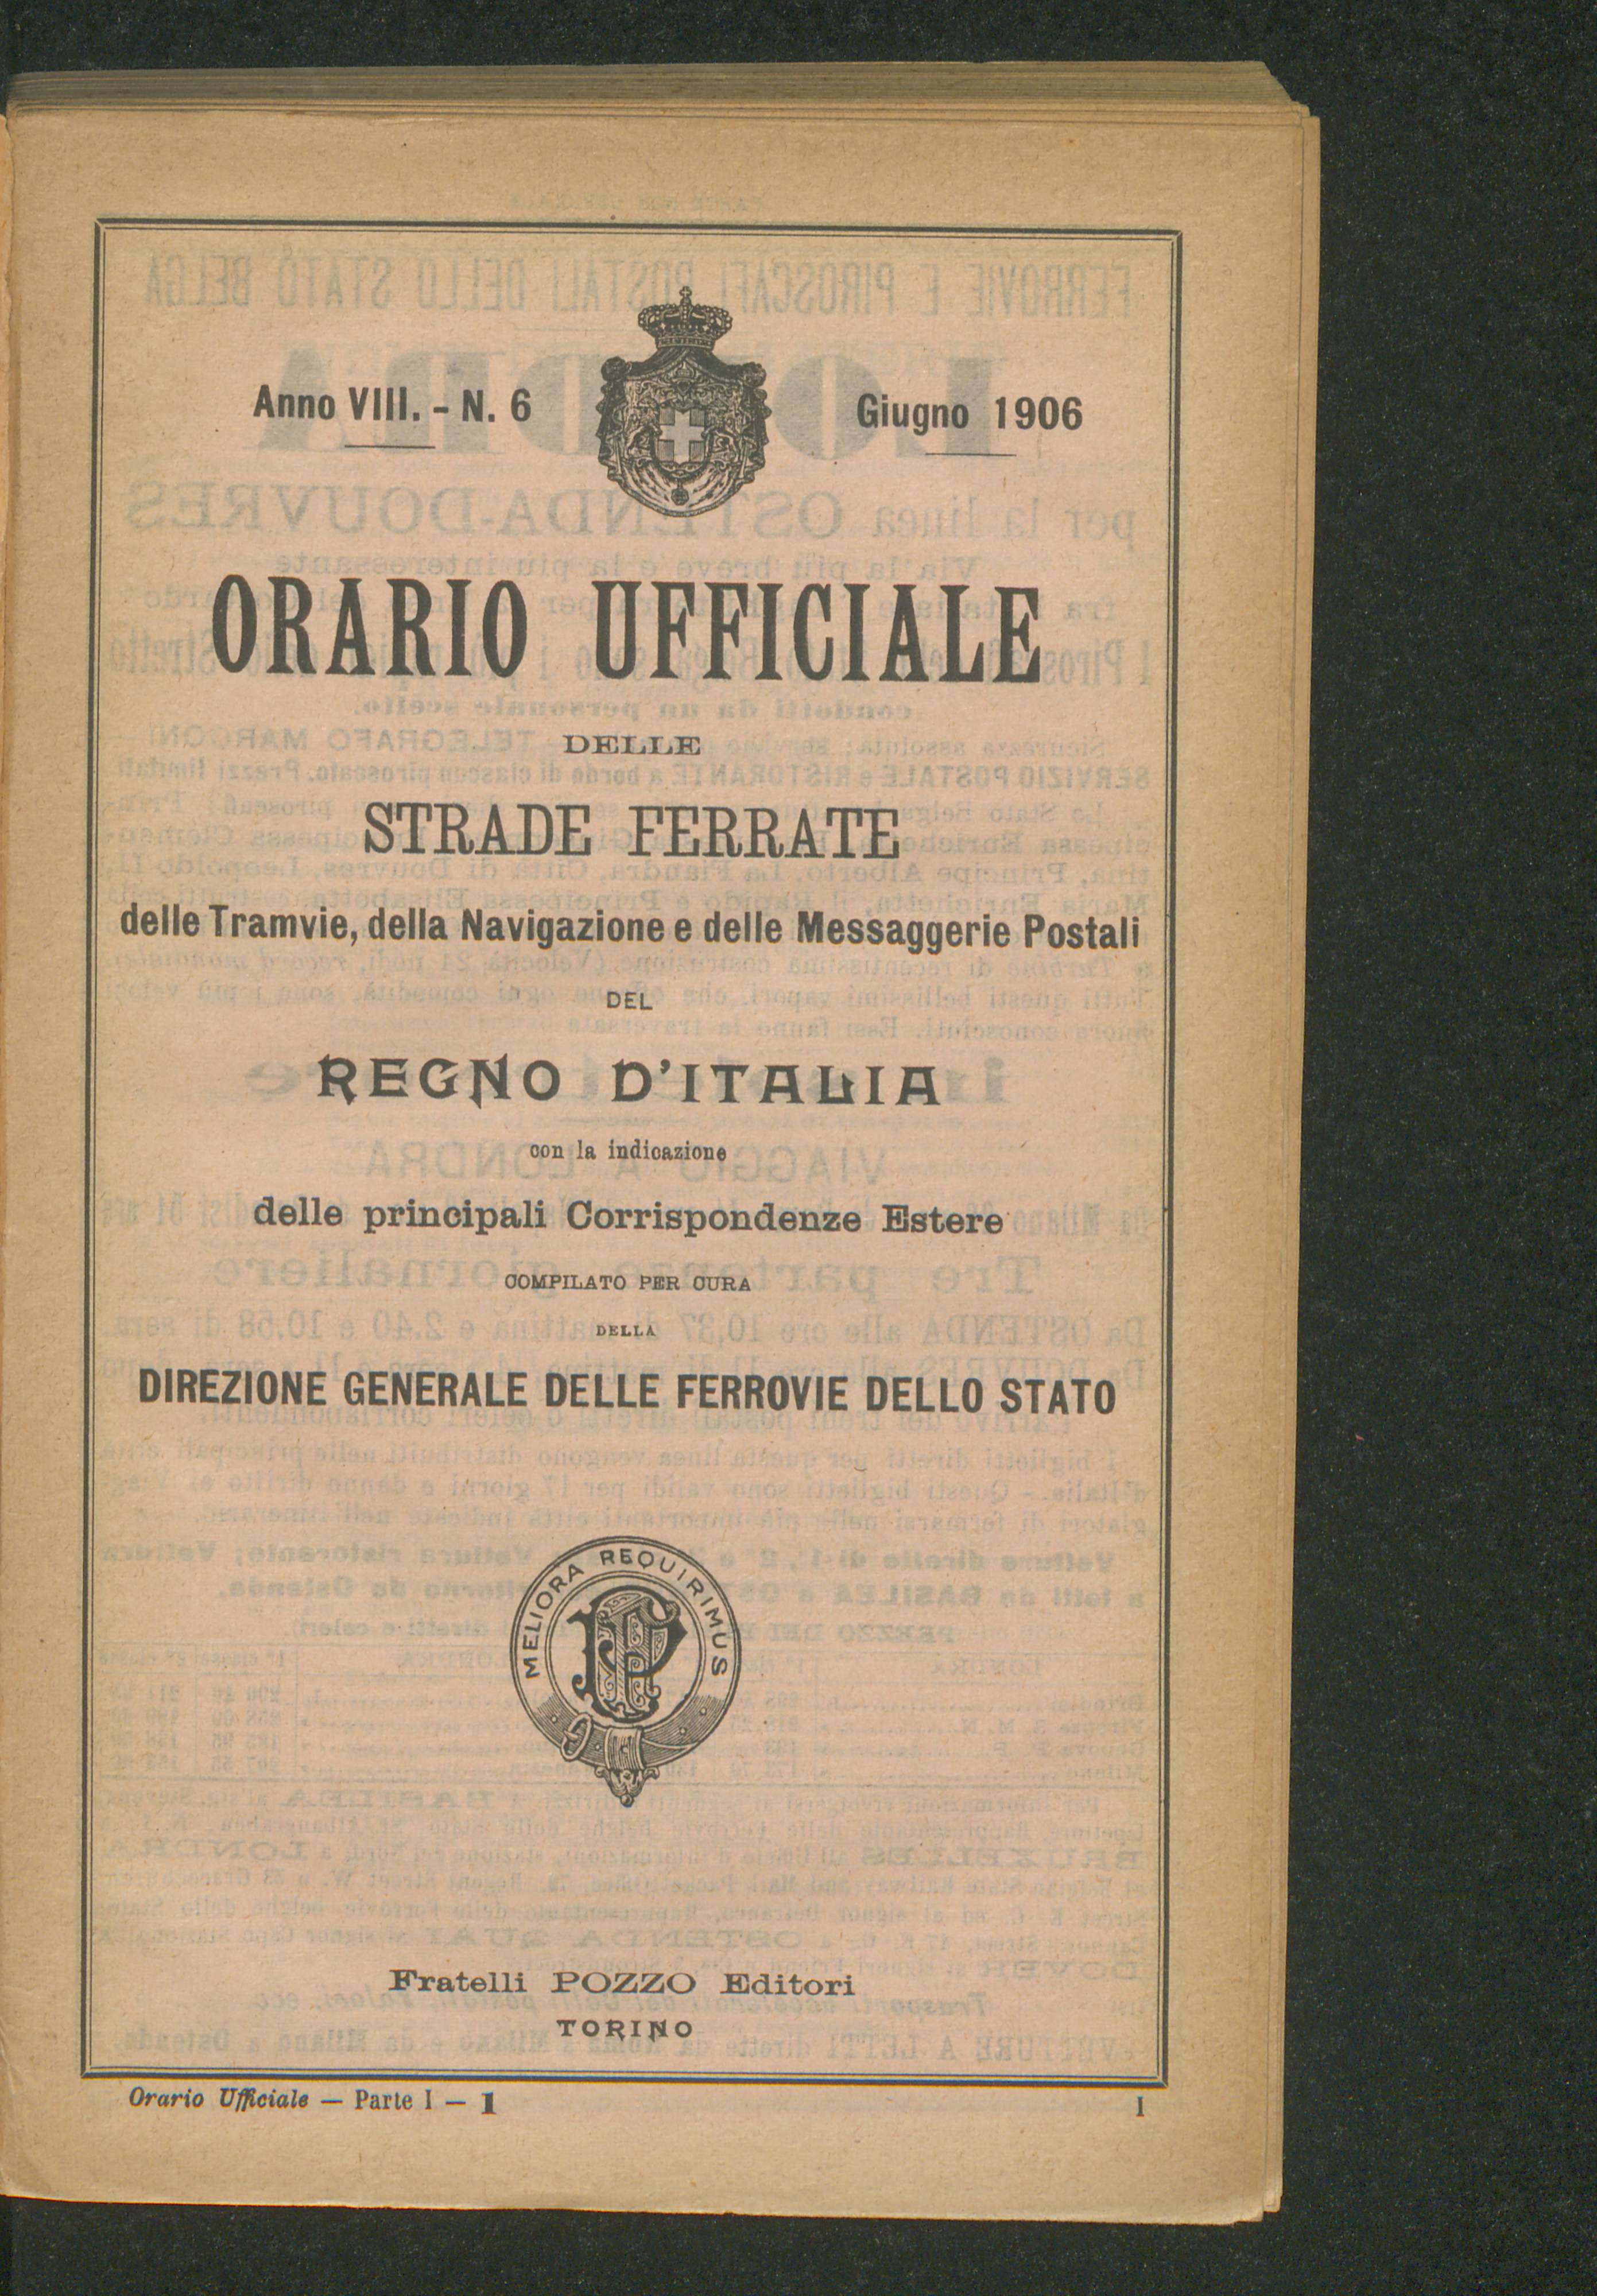 Anno VIII. - N. 6
Giugno 1906
ORARIO UFFICIALE
DELLE
STRADE FERRATE
delle Tramvie, della Navigazione e delle Messaggerie Postali
DEL
REGNO D'ITALIA
con la indicazione
delle principali Corrispondenze Estere
COMPILATO PER CURA
DELLA
DIREZIONE GENERALE DELLE FERROVIE DELLO STATO
MELIORA REQUIRIMUS
FP
Fratelli POZZO Editori
TORINO
Orario Ufficiale — Parte I — 1
I